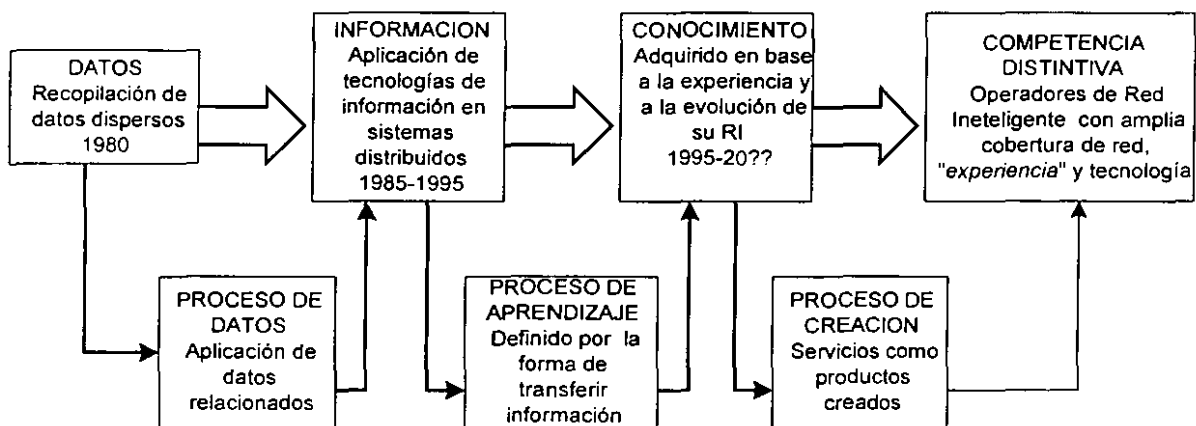 DATOS
Recopilación de
datos dispersos
1980
INFORMACION
Aplicación de
tecnologías de
información en
sistemas
distribuidos
1985-1995
CONOCIMIENTO
Adquirido en base
a la experiencia y
a la evolución de
su RI
1995-20??
COMPETENCIA
DISTINTIVA
Operadores de Red
Ineteligente con amplia
cobertura de red,
"experiencia" y tecnología
PROCESO DE
DATOS
Aplicación de
datos
relacionados
PROCESO DE
APRENDIZAJE
Definido por la
forma de
transferir
información
PROCESO DE
CREACION
Servicios como
productos
creados